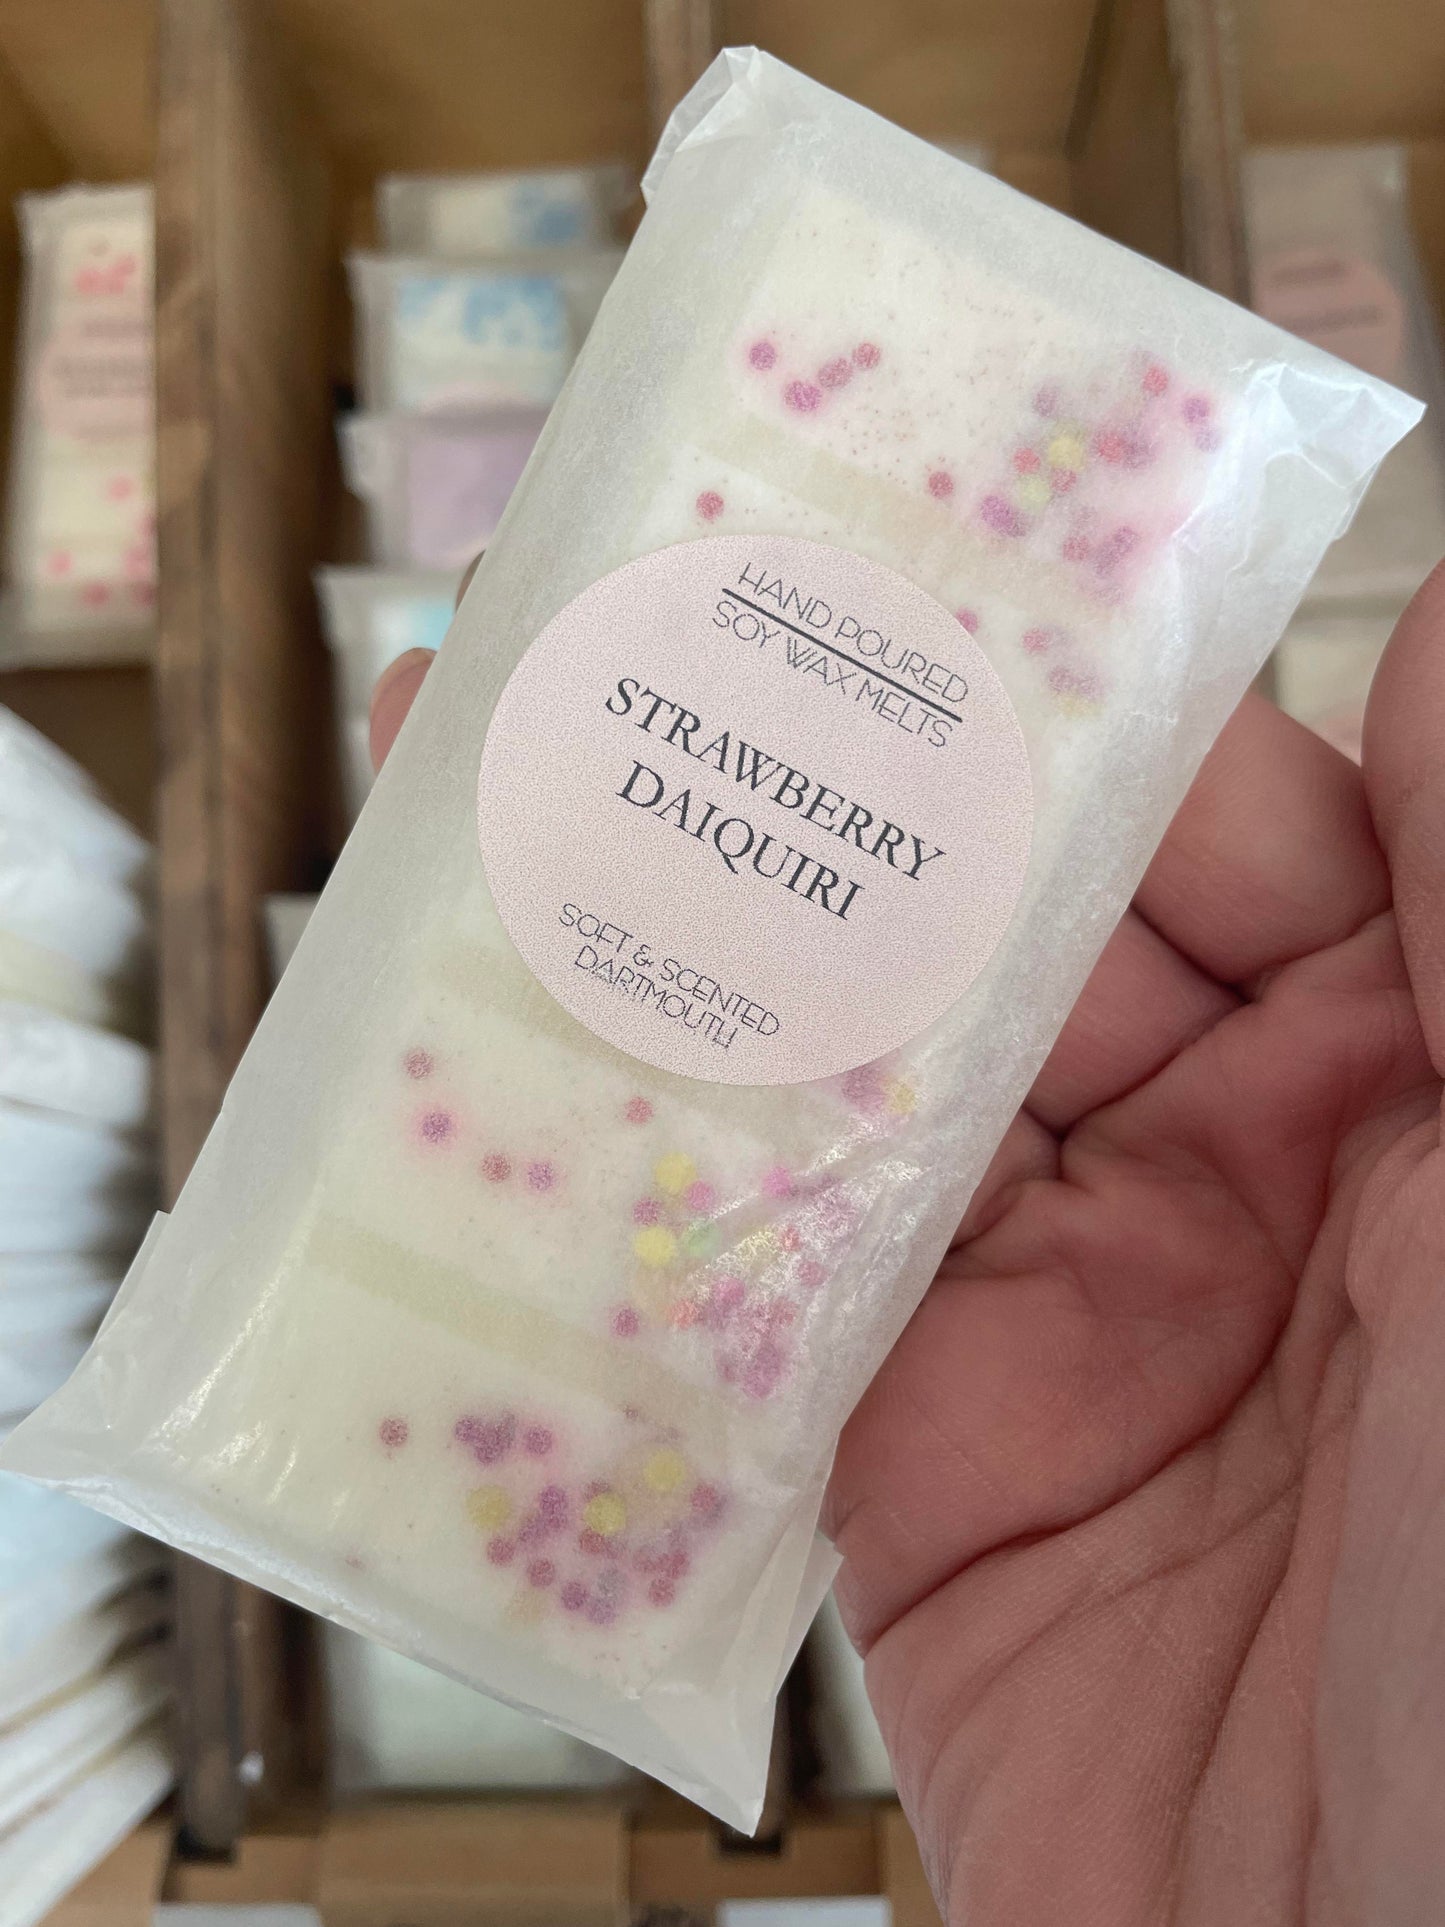 HAND POURED
SOY WAX MELTS
STRAWBERRY
DAIQUIRI
SOFT & SCENTED
DARTMOUTH